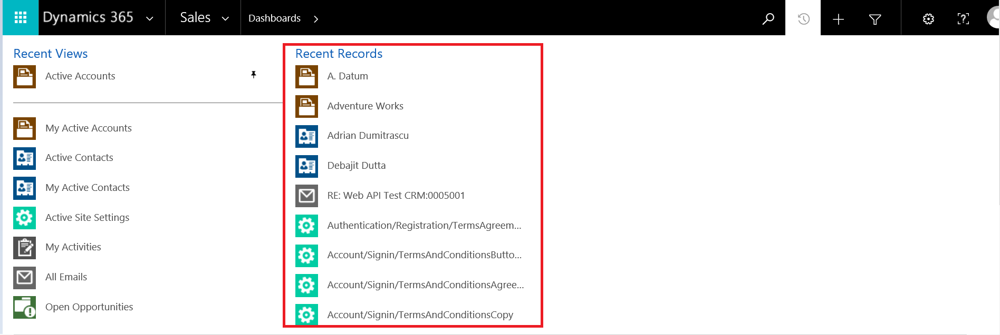 Dynamics 365
Sales
Dashboards
Recent Views
Active Accounts
My Active Accounts
Active Contacts
My Active Contacts
Active Site Settings
My Activities
All Emails
Open Opportunities
Recent Records
A. Datum
Adventure Works
Adrian Dumitrascu
Debajit Dutta
RE: Web API Test CRM:0005001
Authentication/Registration/TermsAgreem...
Account/Signin/TermsAndConditionsButto...
Account/Signin/TermsAndConditionsAgree...
Account/Signin/TermsAndConditionsCopy